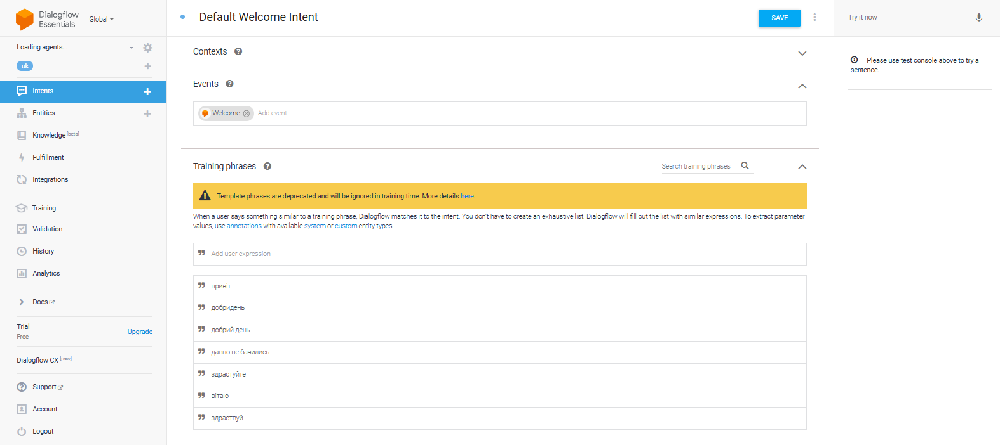 Dialogflow
Essentials
Global
Default Welcome Intent
SAVE
Try it now
Loading agents...
uk
Intents
Entities
Knowledge [beta]
Fulfillment
Integrations
Training
Validation
History
Analytics
Docs
Trial
Free
Upgrade
Dialogflow CX [new]
Support
Account
Logout
Contexts
Events
Welcome
Add event
Training phrases
Search training phrases
Template phrases are deprecated and will be ignored in training time. More details here.
When a user says something similar to a training phrase, Dialogflow matches it to the intent. You don't have to create an exhaustive list. Dialogflow will fill out the list with similar expressions. To extract parameter
values, use annotations with available system or custom entity types.
Add user expression
привіт
добридень
добрий день
давно не бачились
здрастуйте
вітаю
здраствуй
Please use test console above to try a
sentence.